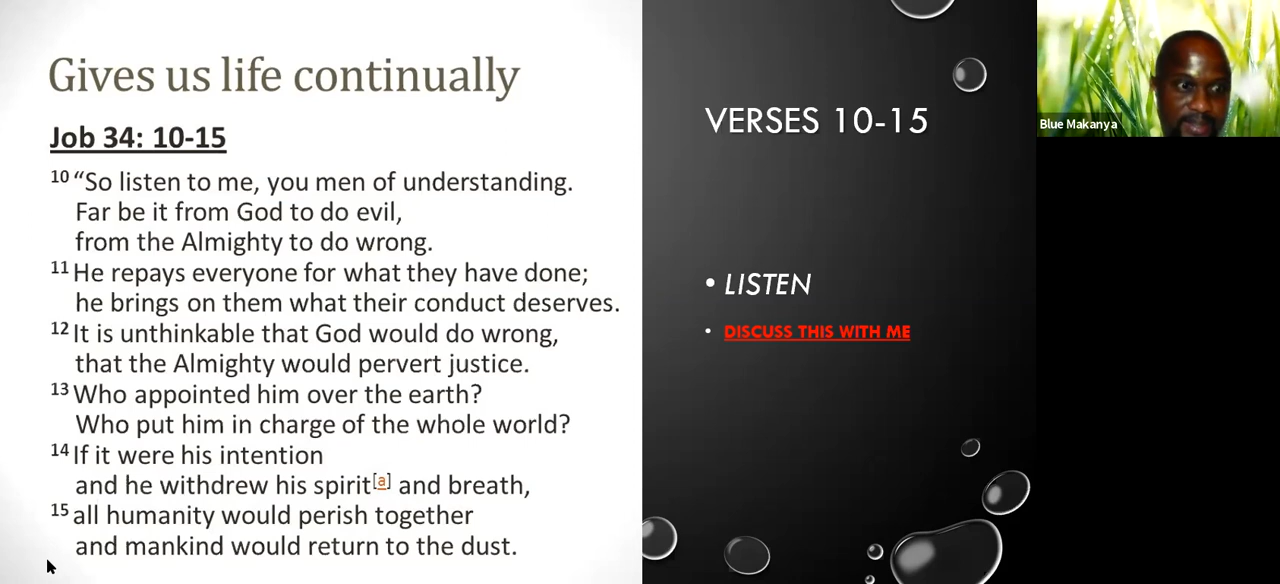 Gives us life continually
Job 34: 10-15
10 “So listen to me, you men of understanding.
Far be it from God to do evil,
from the Almighty to do wrong.
11 He repays everyone for what they have done;
he brings on them what their conduct deserves.
12 It is unthinkable that God would do wrong,
that the Almighty would pervert justice.
13 Who appointed him over the earth?
Who put him in charge of the whole world?
14 If it were his intention
and he withdrew his spirit[a] and breath,
15 all humanity would perish together
and mankind would return to the dust.
VERSES 10-15
• LISTEN
• DISCUSS THIS WITH ME
Blue Makanya